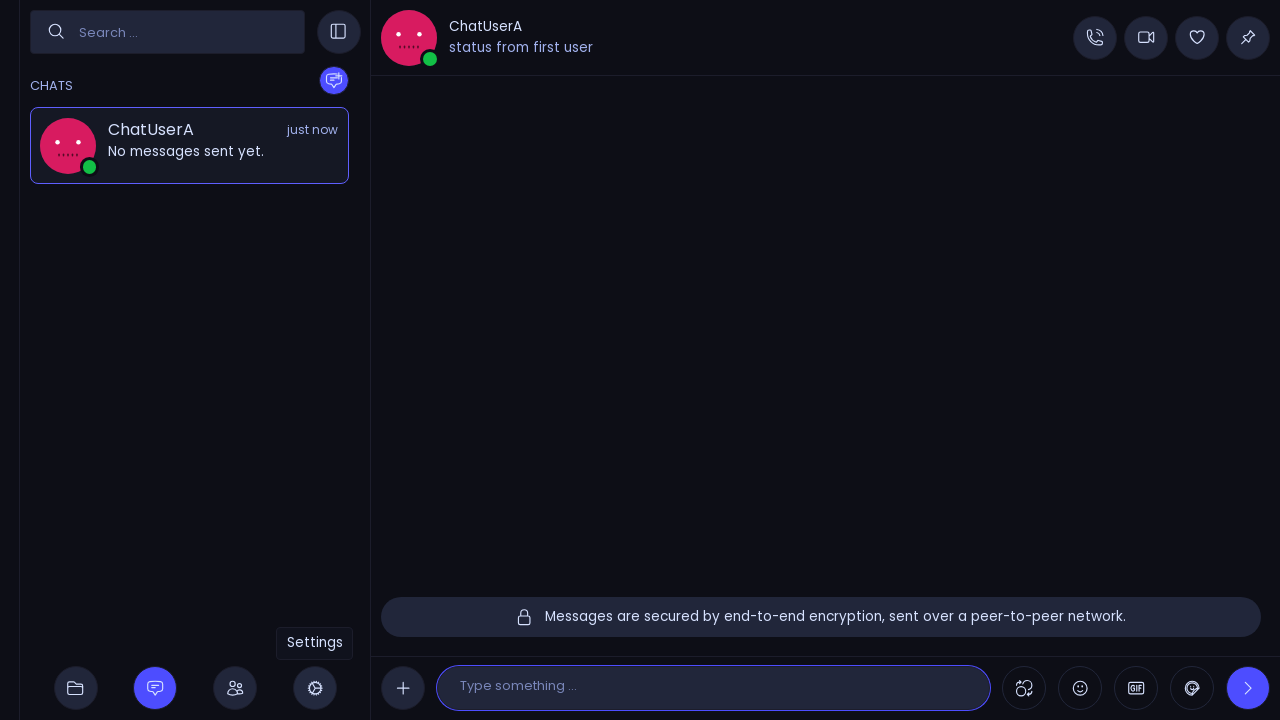 Search ...
CHATS
ChatUserA
just now
No messages sent yet.
Settings
ChatUserA
status from first user
Messages are secured by end-to-end encryption, sent over a peer-to-peer network.
Type something ...
GIF